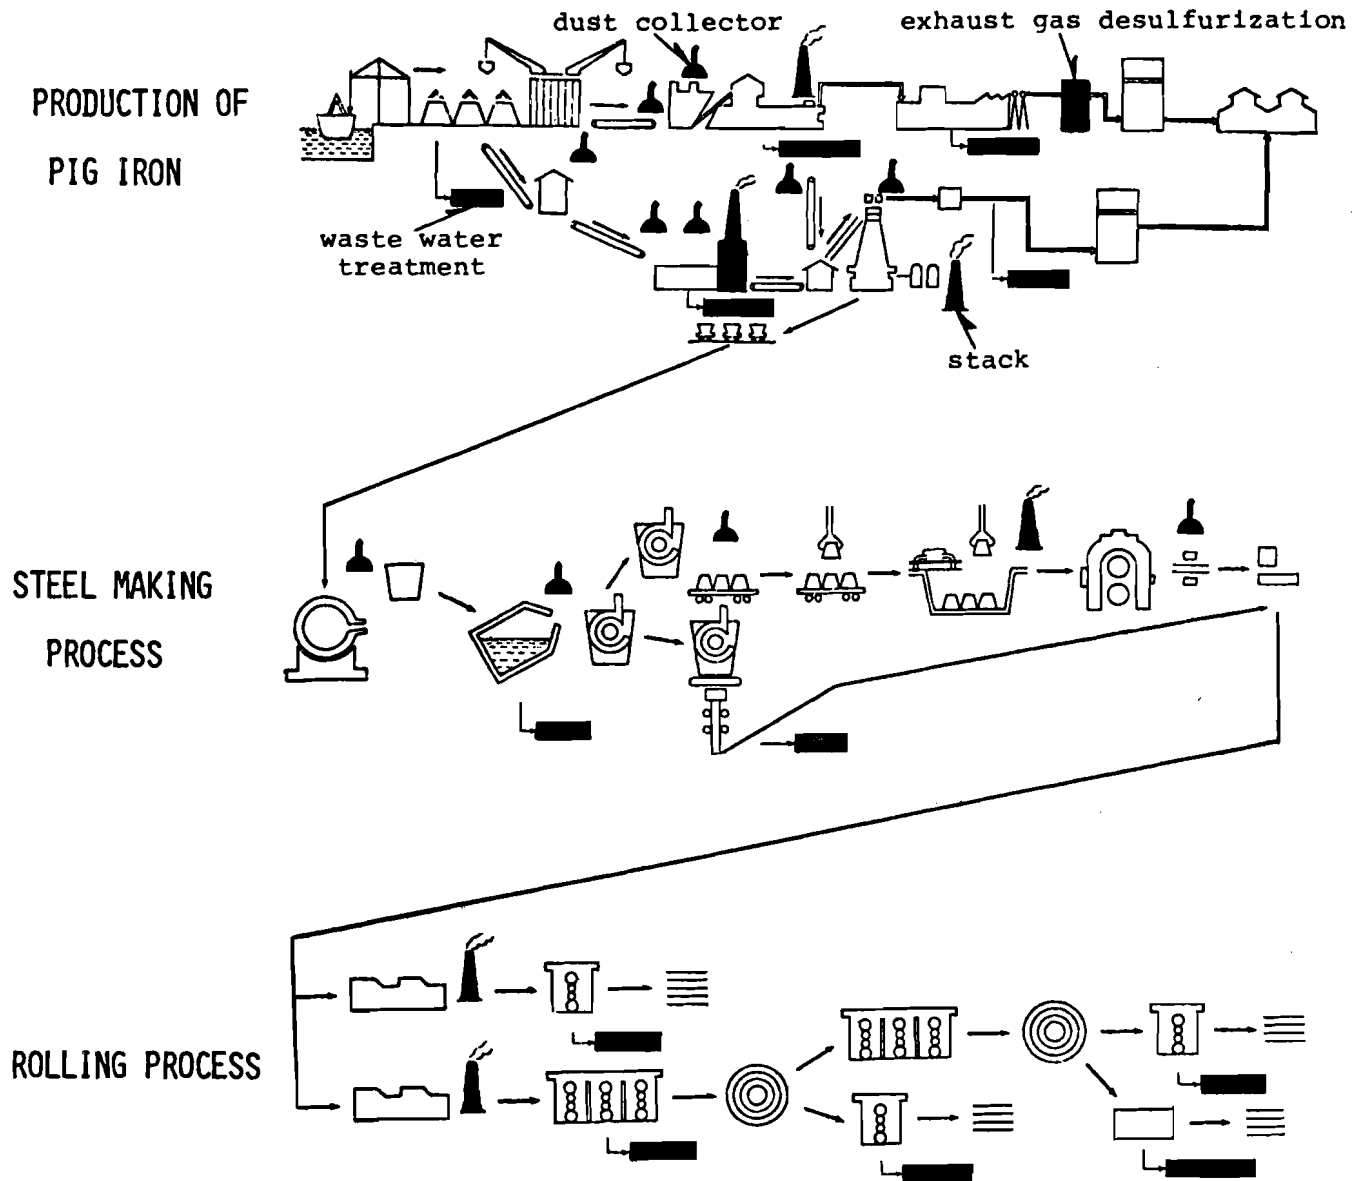 dust collector
exhaust gas desulfurization
PRODUCTION OF
PIG IRON
waste water
treatment
stack
STEEL MAKING
PROCESS
ROLLING PROCESS